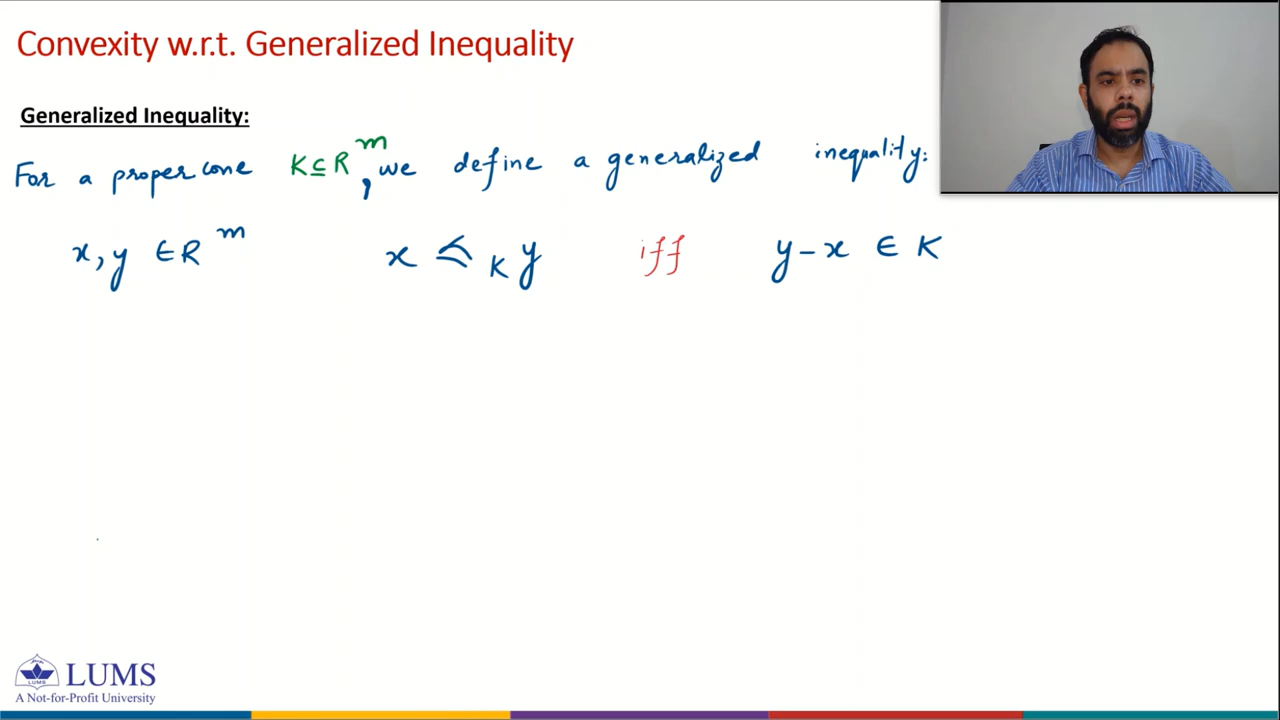 Convexity w.r.t. Generalized Inequality
Generalized Inequality:
For a proper cone K ⊆ R^m, we define a generalized inequality:
x, y ∈ R^m x ≼_K y iff y - x ∈ K
LUMS
A Not-for-Profit University